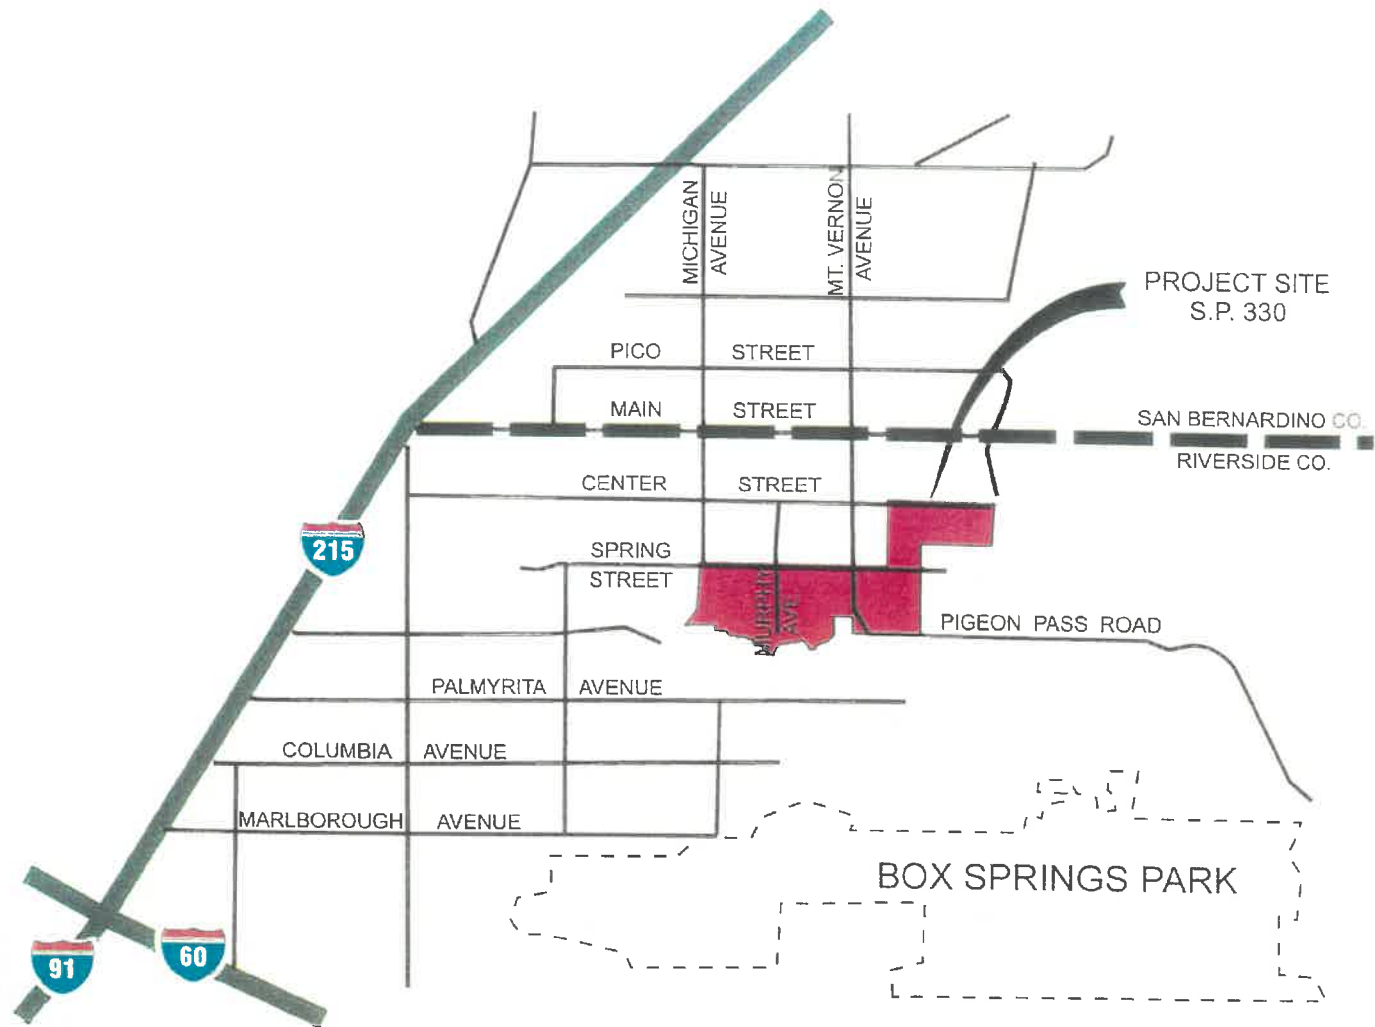 MICHIGAN
AVENUE
MT. VERNON
AVENUE
PROJECT SITE
S.P. 330
PICO STREET
MAIN STREET
SAN BERNARDINO CO.
RIVERSIDE CO.
CENTER STREET
215
SPRING
STREET
MURPHY
AVE
PIGEON PASS ROAD
PALMYRITA AVENUE
COLUMBIA AVENUE
MARLBOROUGH AVENUE
BOX SPRINGS PARK
91
60